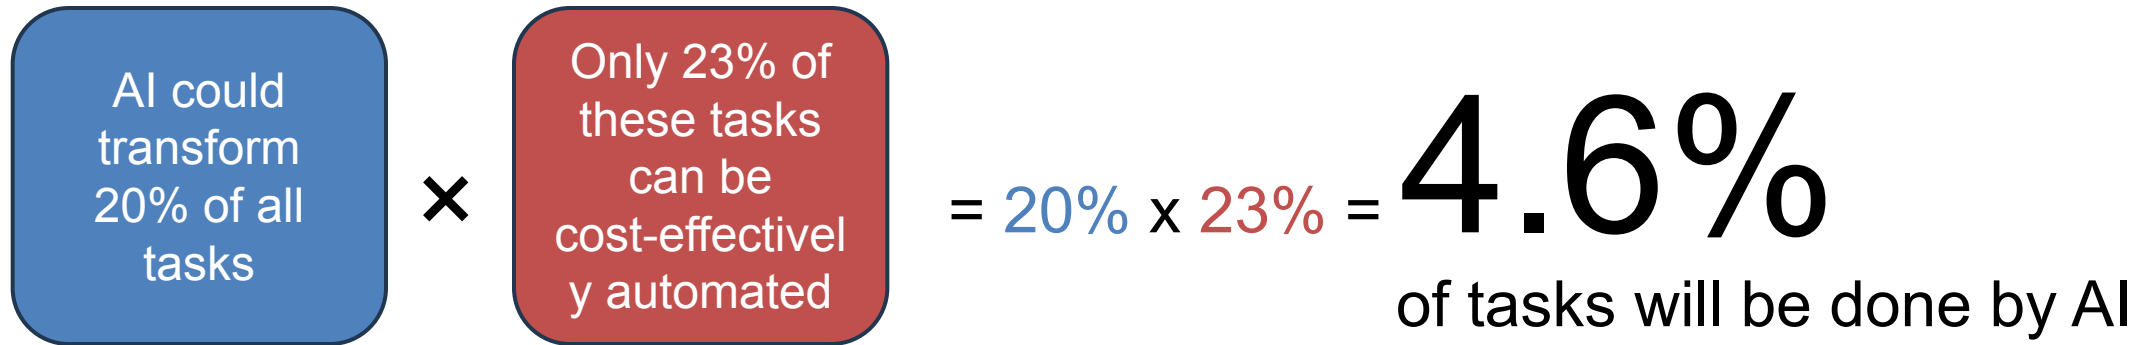 AI could
transform
20% of all
tasks
×
Only 23% of
these tasks
can be
cost-effectivel
y automated
= 20% x 23% = 4.6%
of tasks will be done by AI